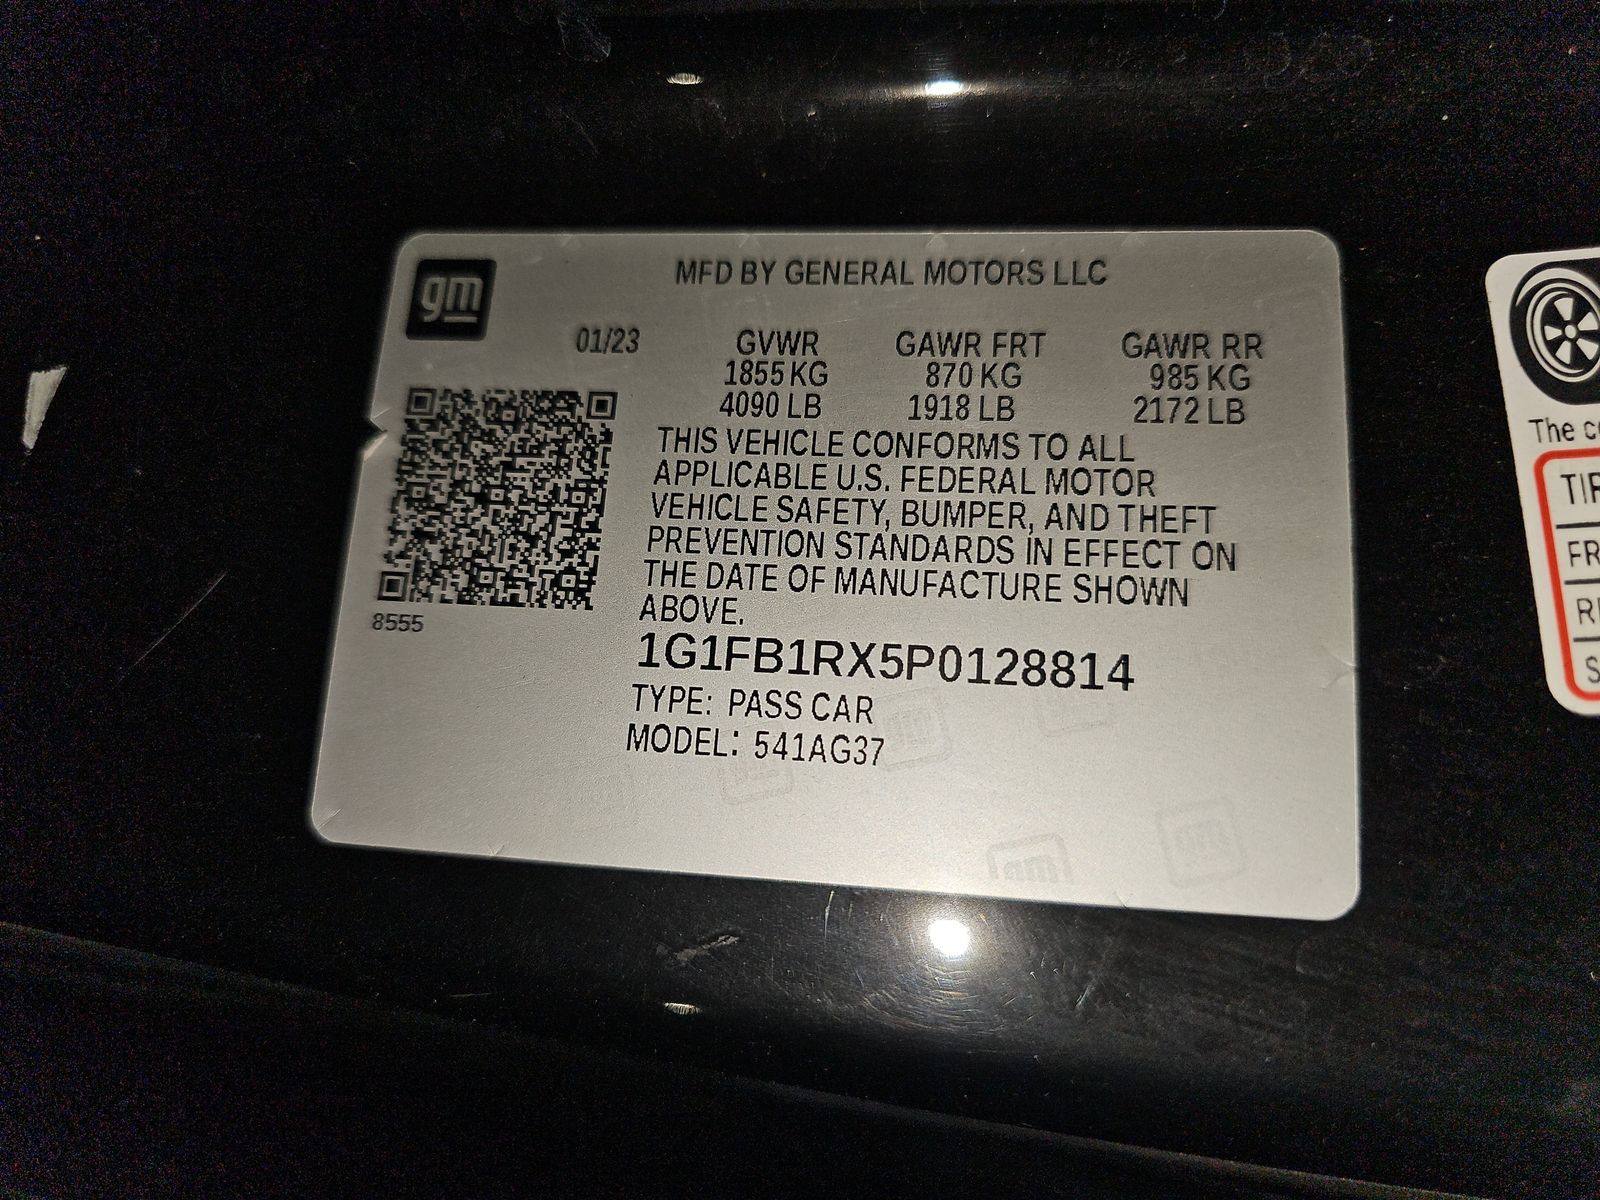 gm
MFD BY GENERAL MOTORS LLC
01/23 GVWR GAWR FRT GAWR RR
1855 KG 870 KG 985 KG
4090 LB 1918 LB 2172 LB
THIS VEHICLE CONFORMS TO ALL
APPLICABLE U.S. FEDERAL MOTOR
VEHICLE SAFETY, BUMPER, AND THEFT
PREVENTION STANDARDS IN EFFECT ON
THE DATE OF MANUFACTURE SHOWN
ABOVE.
8555
1G1FB1RX5P0128814
TYPE: PASS CAR
MODEL: 541AG37
The